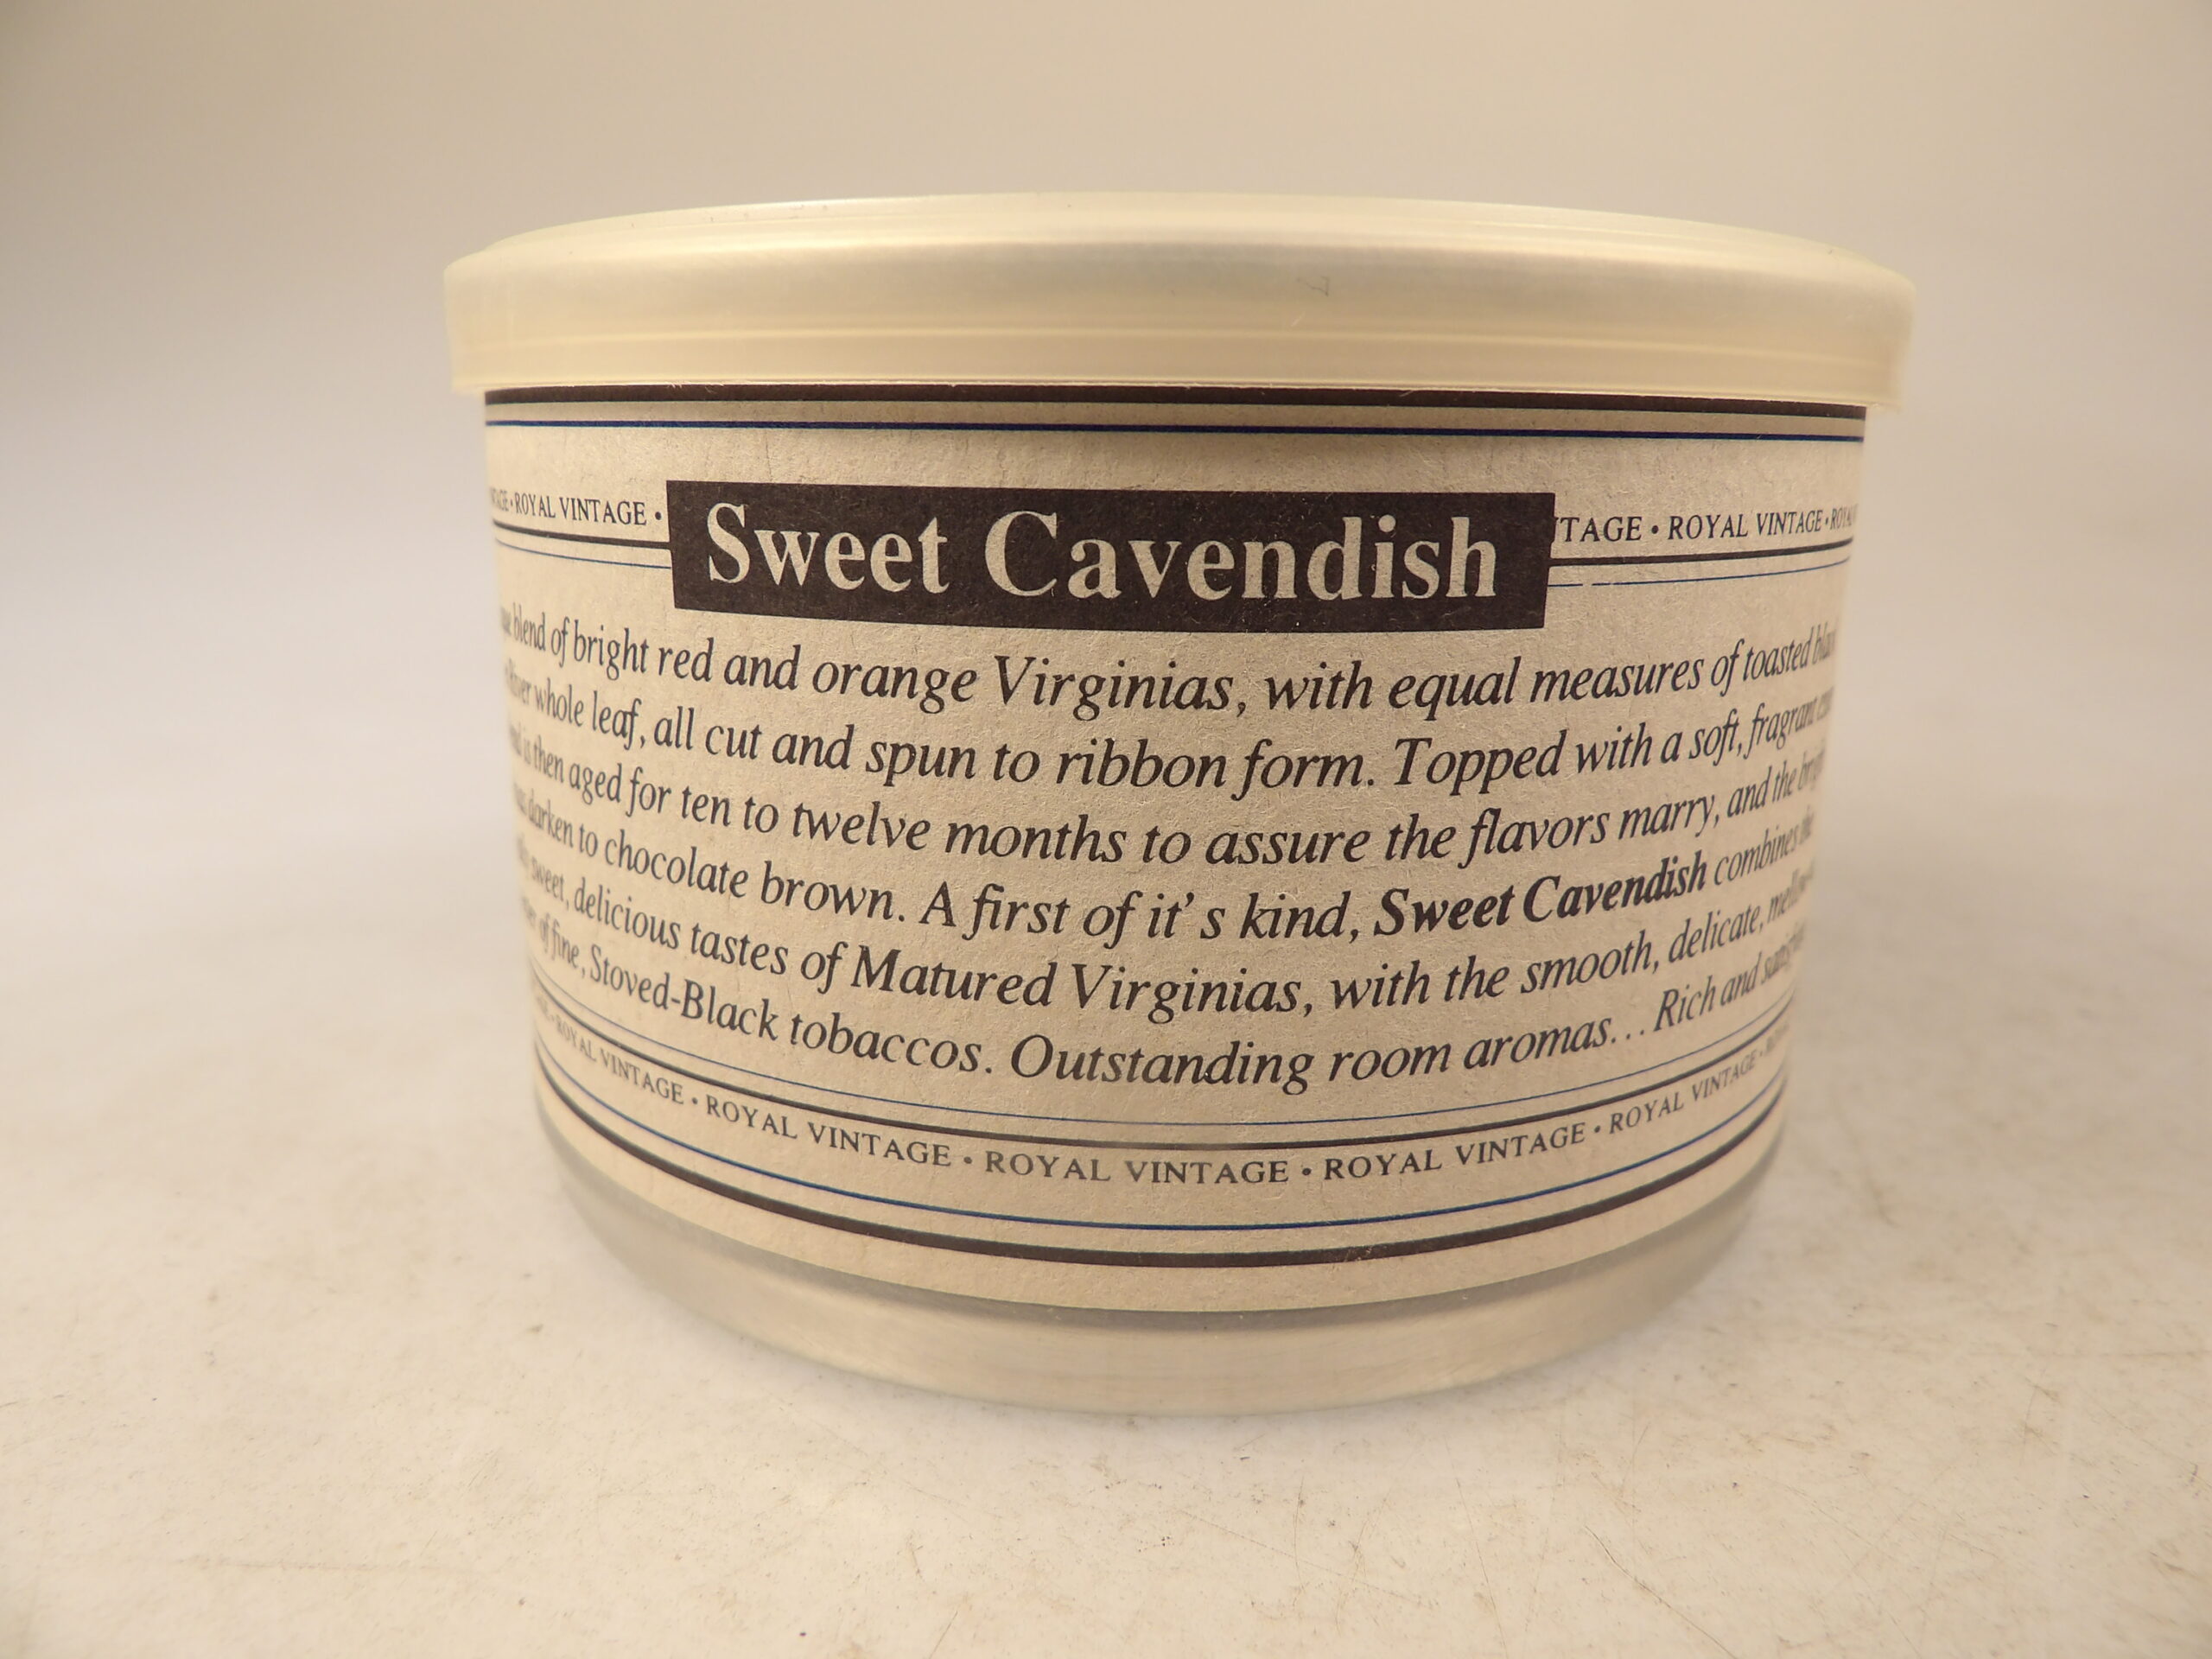 ROYAL VINTAGE •
Sweet Cavendish
TAGE • ROYAL VINTAGE •
blend of bright red and orange Virginias, with equal measures of toasted
whole leaf, all cut and spun to ribbon form. Topped with a soft, fragrant
is then aged for ten to twelve months to assure the flavors marry, and the
darken to chocolate brown. A first of it's kind, Sweet Cavendish combines
sweet, delicious tastes of Matured Virginias, with the smooth, delicate,
of fine, Stoved-Black tobaccos. Outstanding room aromas... Rich and
ROYAL VINTAGE • ROYAL VINTAGE • ROYAL VINTAGE • ROYAL VINTAGE • ROYAL VINTAGE